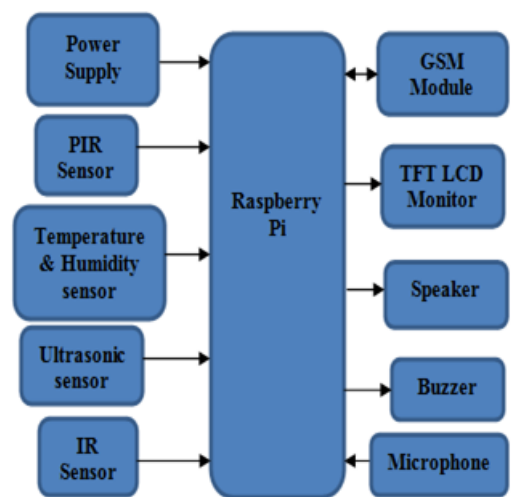 Power
Supply
PIR
Sensor
Temperature
& Humidity
sensor
Ultrasonic
sensor
IR
Sensor
Raspberry
Pi
GSM
Module
TFT LCD
Monitor
Speaker
Buzzer
Microphone